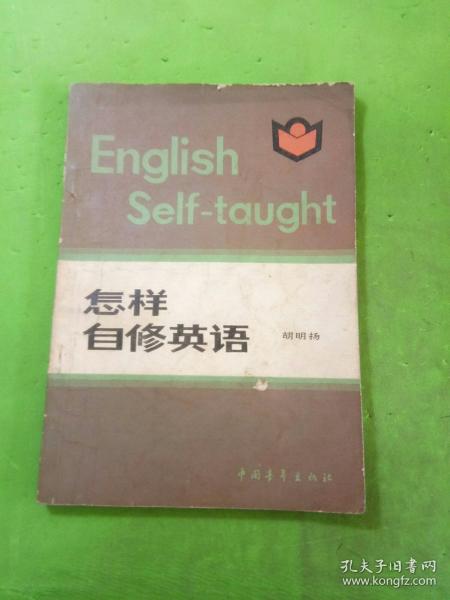 English
Self-taught
怎样
自修英语
胡明扬
中国青年出版社
孔夫子旧书网
www.kongfz.com